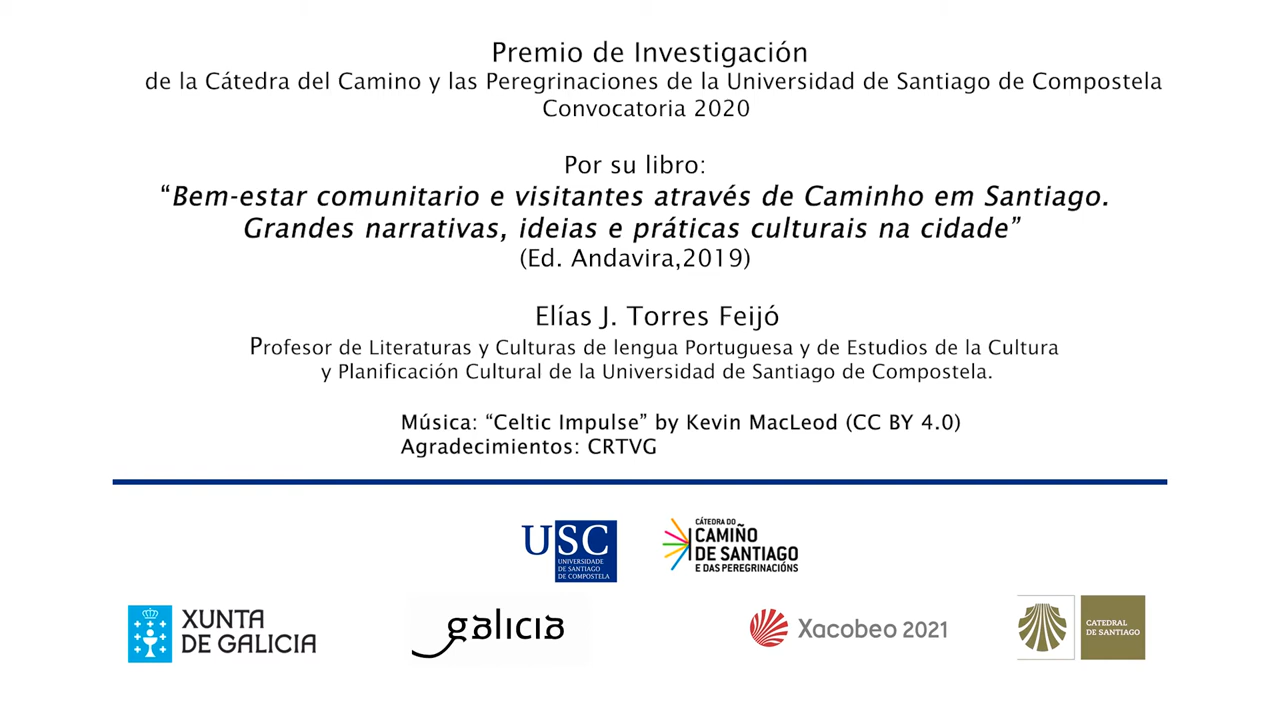 Premio de Investigación
de la Cátedra del Camino y las Peregrinaciones de la Universidad de Santiago de Compostela
Convocatoria 2020
Por su libro:
“Bem-estar comunitario e visitantes através de Caminho em Santiago.
Grandes narrativas, ideias e práticas culturais na cidade”
(Ed. Andavira,2019)
Elías J. Torres Feijó
Profesor de Literaturas y Culturas de lengua Portuguesa y de Estudios de la Cultura
y Planificación Cultural de la Universidad de Santiago de Compostela.
Música: “Celtic Impulse” by Kevin MacLeod (CC BY 4.0)
Agradecimientos: CRTVG
USC
UNIVERSIDADE
DE SANTIAGO
DE COMPOSTELA
CÁTEDRA DO
CAMIÑO
DE SANTIAGO
E DAS PEREGRINACIÓNS
XUNTA
DE GALICIA
galicia
Xacobeo 2021
CATEDRAL
DE SANTIAGO